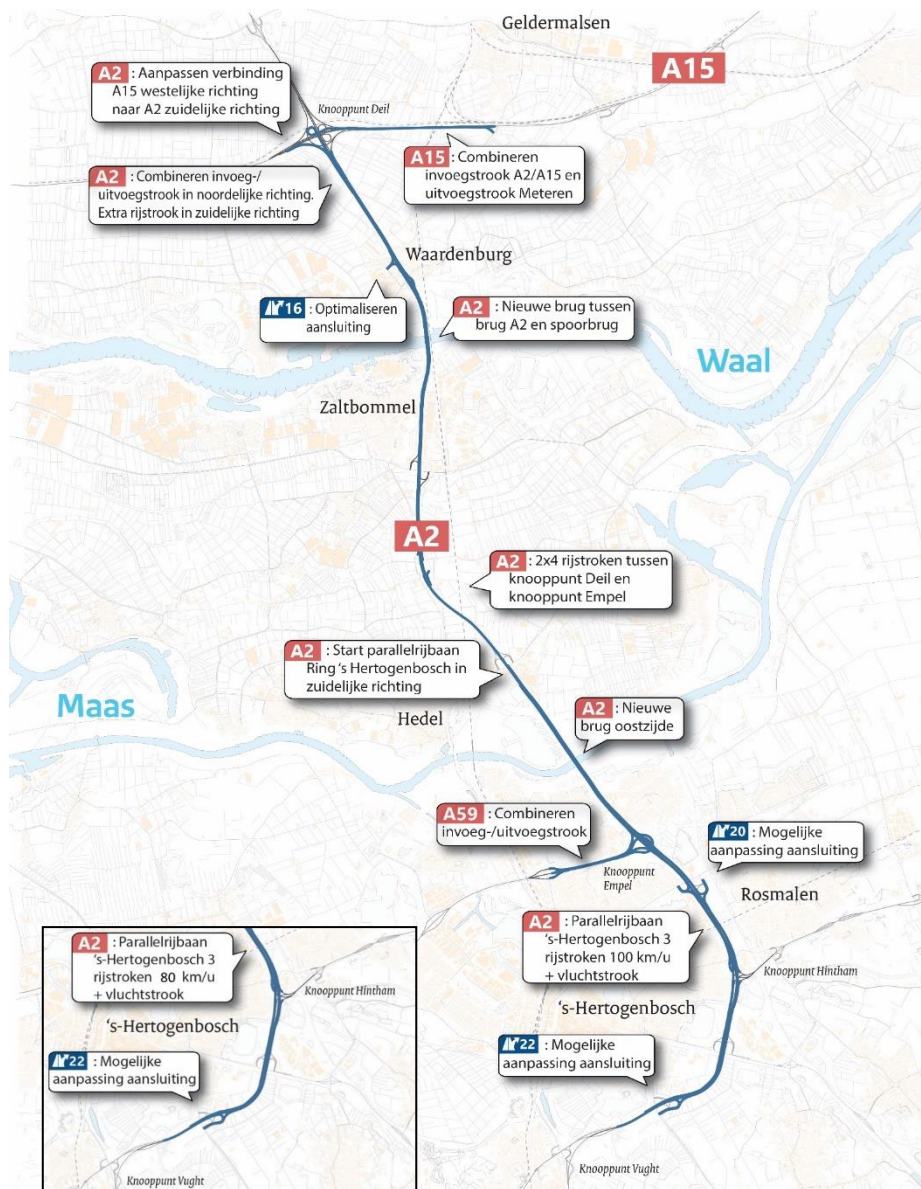 Geldermalsen
A15
A2 : Aanpassen verbinding
A15 westelijke richting
naar A2 zuidelijke richting
Knooppunt Deil
A15 : Combineren
invoegstrook A2/A15 en
uitvoegstrook Meteren
A2 : Combineren invoeg-/
uitvoegstrook in noordelijke richting.
Extra rijstrook in zuidelijke richting
Waardenburg
16 : Optimaliseren
aansluiting
A2 : Nieuwe brug tussen
brug A2 en spoorbrug
Waal
Zaltbommel
A2
A2 : 2x4 rijstroken tussen
knooppunt Deil en
knooppunt Empel
A2 : Start parallelrijbaan
Ring 's Hertogenbosch in
zuidelijke richting
Maas
Hedel
A2 : Nieuwe
brug oostzijde
A59 : Combineren
invoeg-/uitvoegstrook
20 : Mogelijke
aanpassing aansluiting
Knooppunt
Empel
Rosmalen
A2 : Parallelrijbaan
's-Hertogenbosch 3
rijstroken 100 km/u
+ vluchtstrook
Knooppunt Hintham
's-Hertogenbosch
22 : Mogelijke
aanpassing aansluiting
Knooppunt Vught
A2 : Parallelrijbaan
's-Hertogenbosch 3
rijstroken 80 km/u
+ vluchtstrook
Knooppunt Hintham
's-Hertogenbosch
22 : Mogelijke
aanpassing aansluiting
Knooppunt Vught